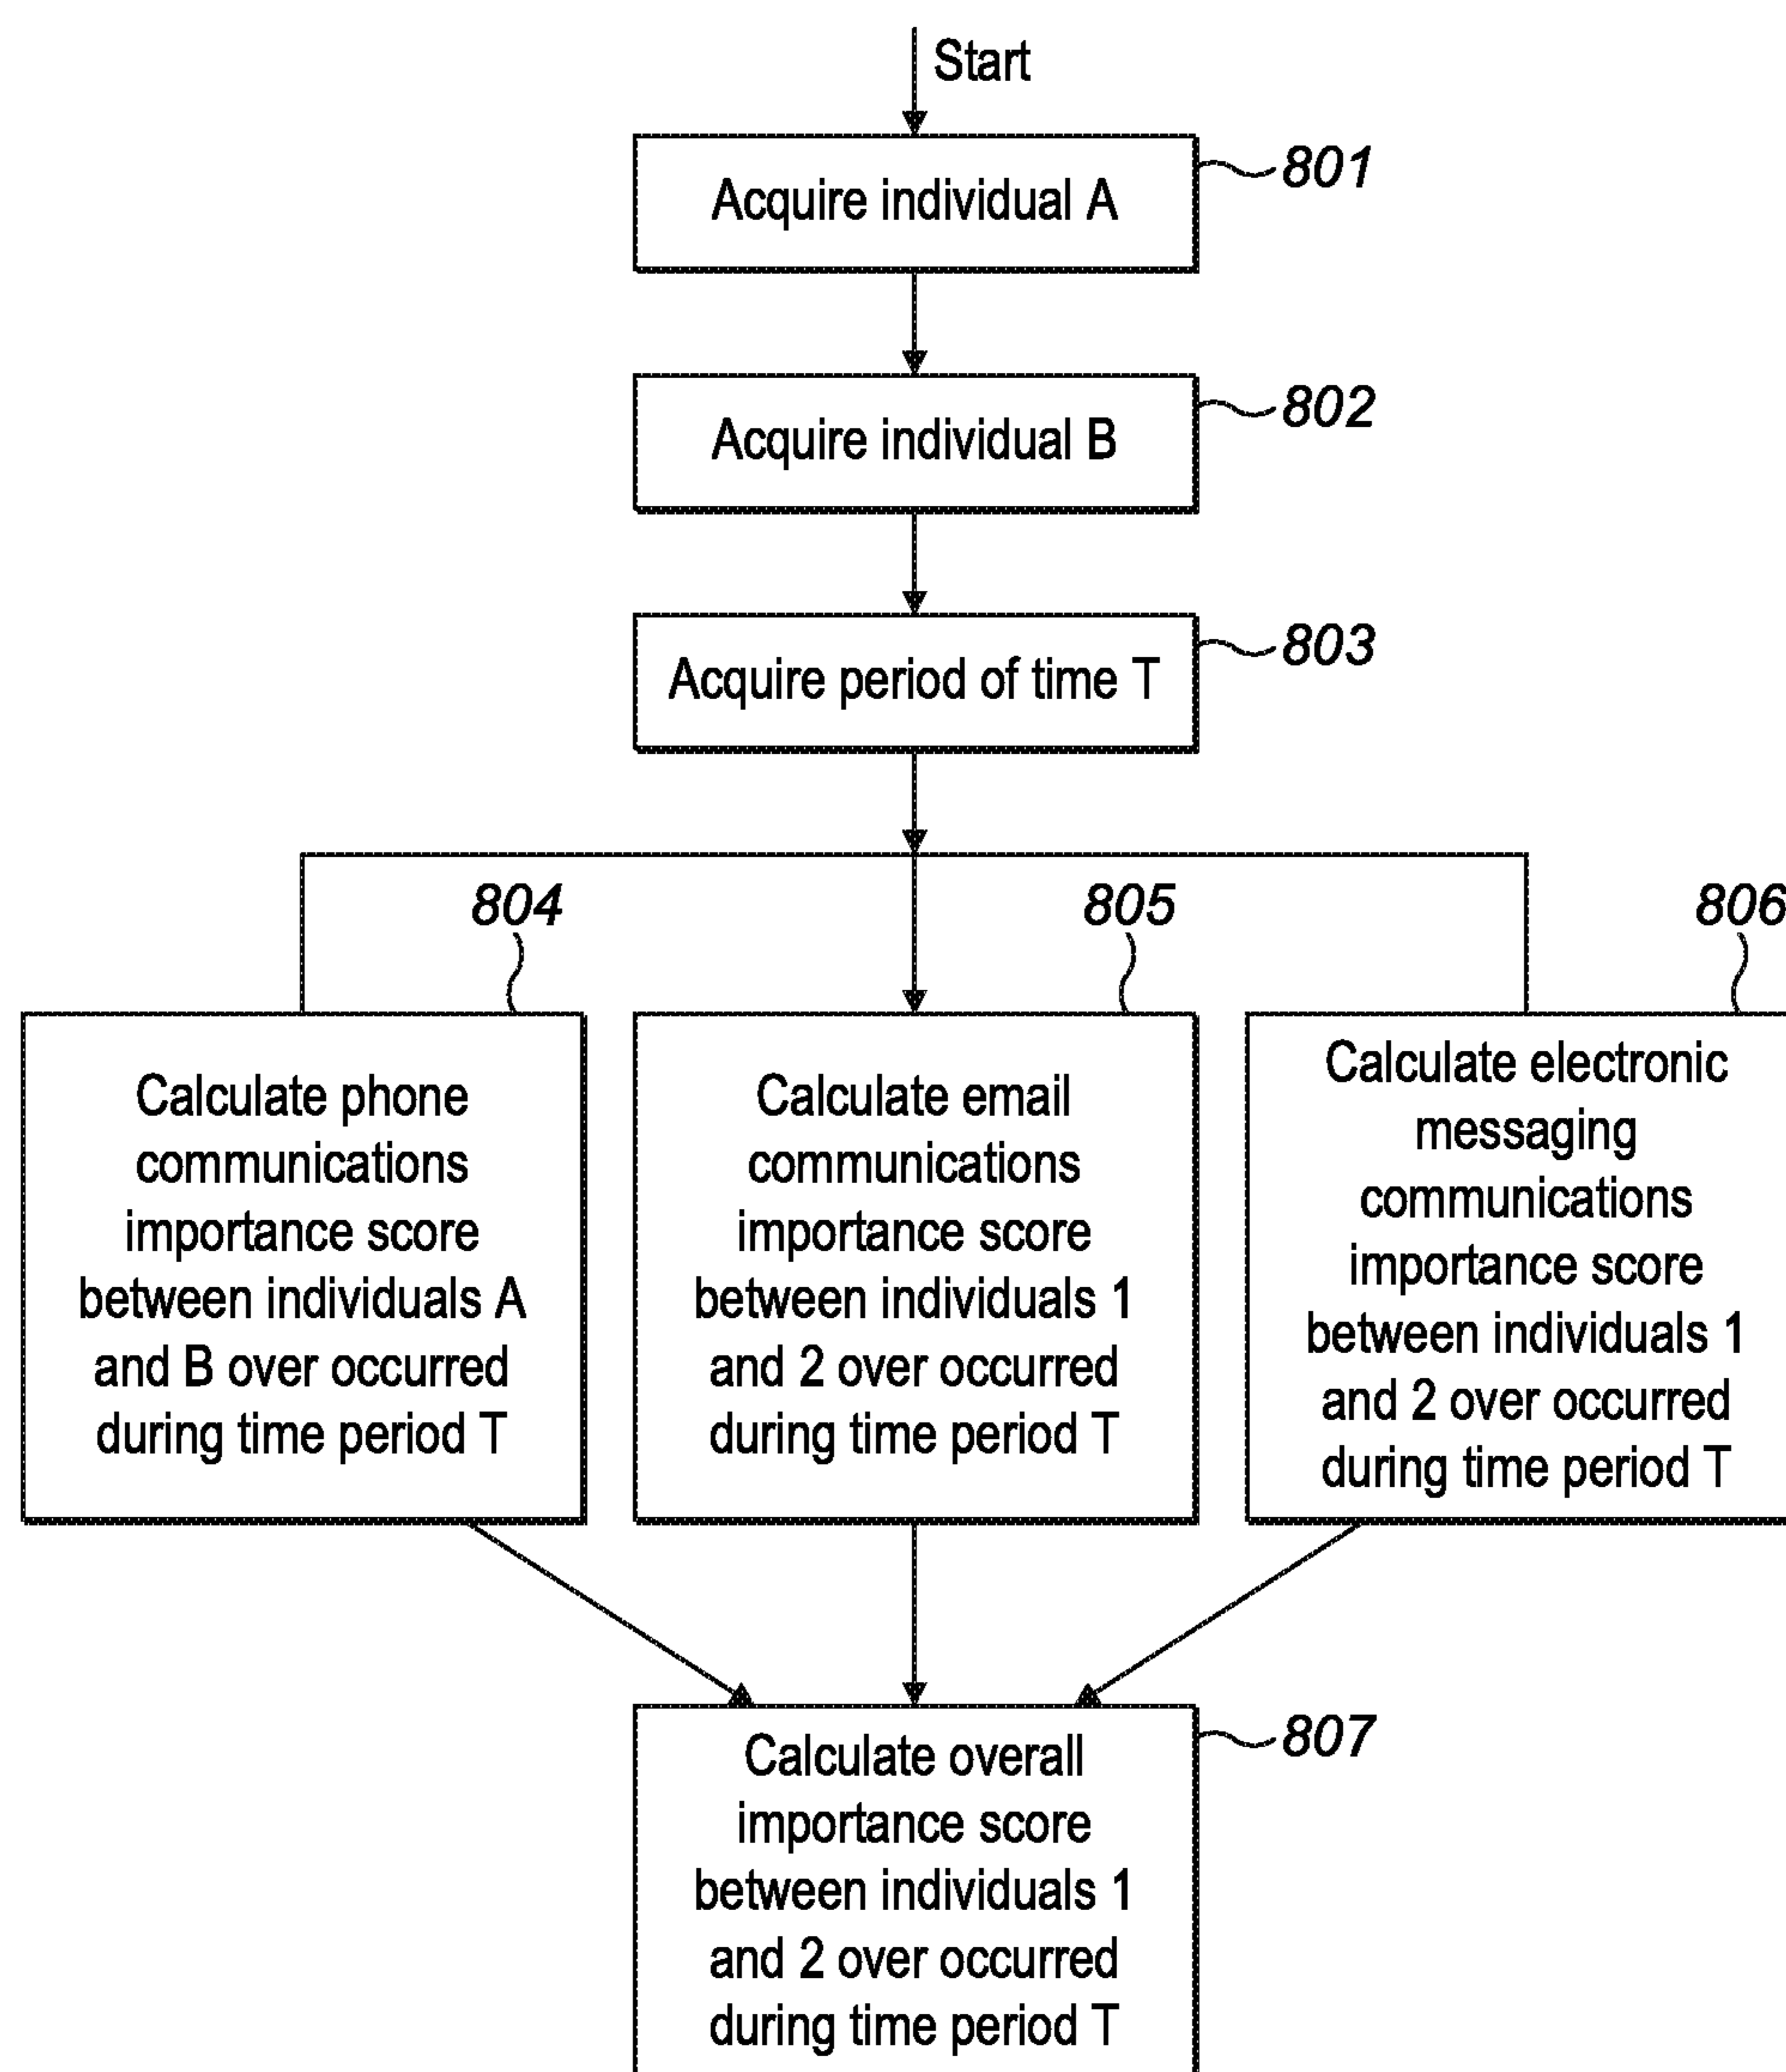 Start
Acquire individual A
801
Acquire individual B
802
Acquire period of time T
803
804
Calculate phone
communications
importance score
between individuals A
and B over occurred
during time period T
805
Calculate email
communications
importance score
between individuals 1
and 2 over occurred
during time period T
806
Calculate electronic
messaging
communications
importance score
between individuals 1
and 2 over occurred
during time period T
Calculate overall
importance score
between individuals 1
and 2 over occurred
during time period T
807